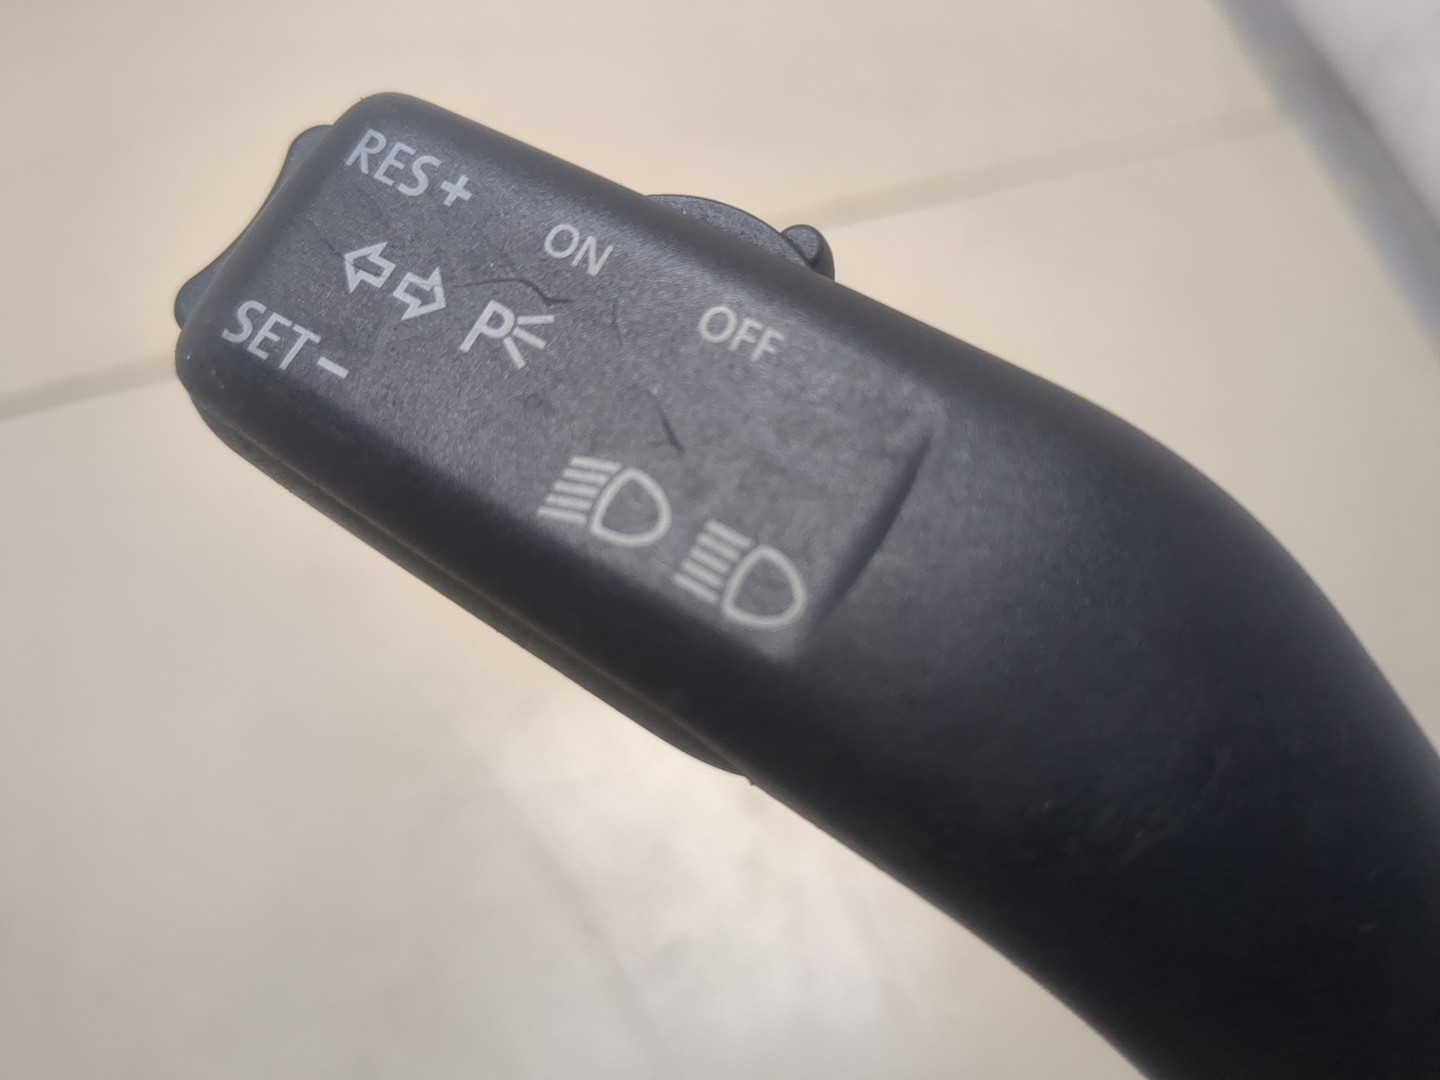 RES+
ON
OFF
SET-
P